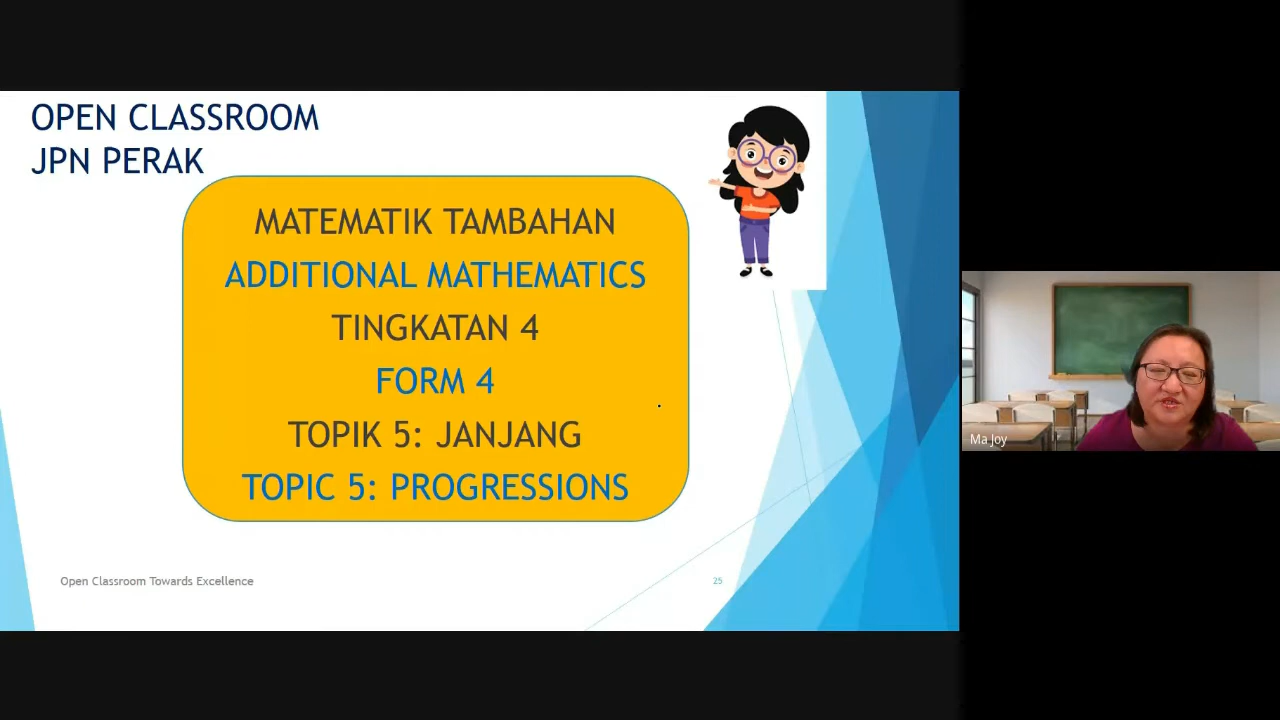 OPEN CLASSROOM
JPN PERAK
MATEMATIK TAMBAHAN
ADDITIONAL MATHEMATICS
TINGKATAN 4
FORM 4
TOPIK 5: JANJANG
TOPIC 5: PROGRESSIONS
Open Classroom Towards Excellence
25
Ma Joy